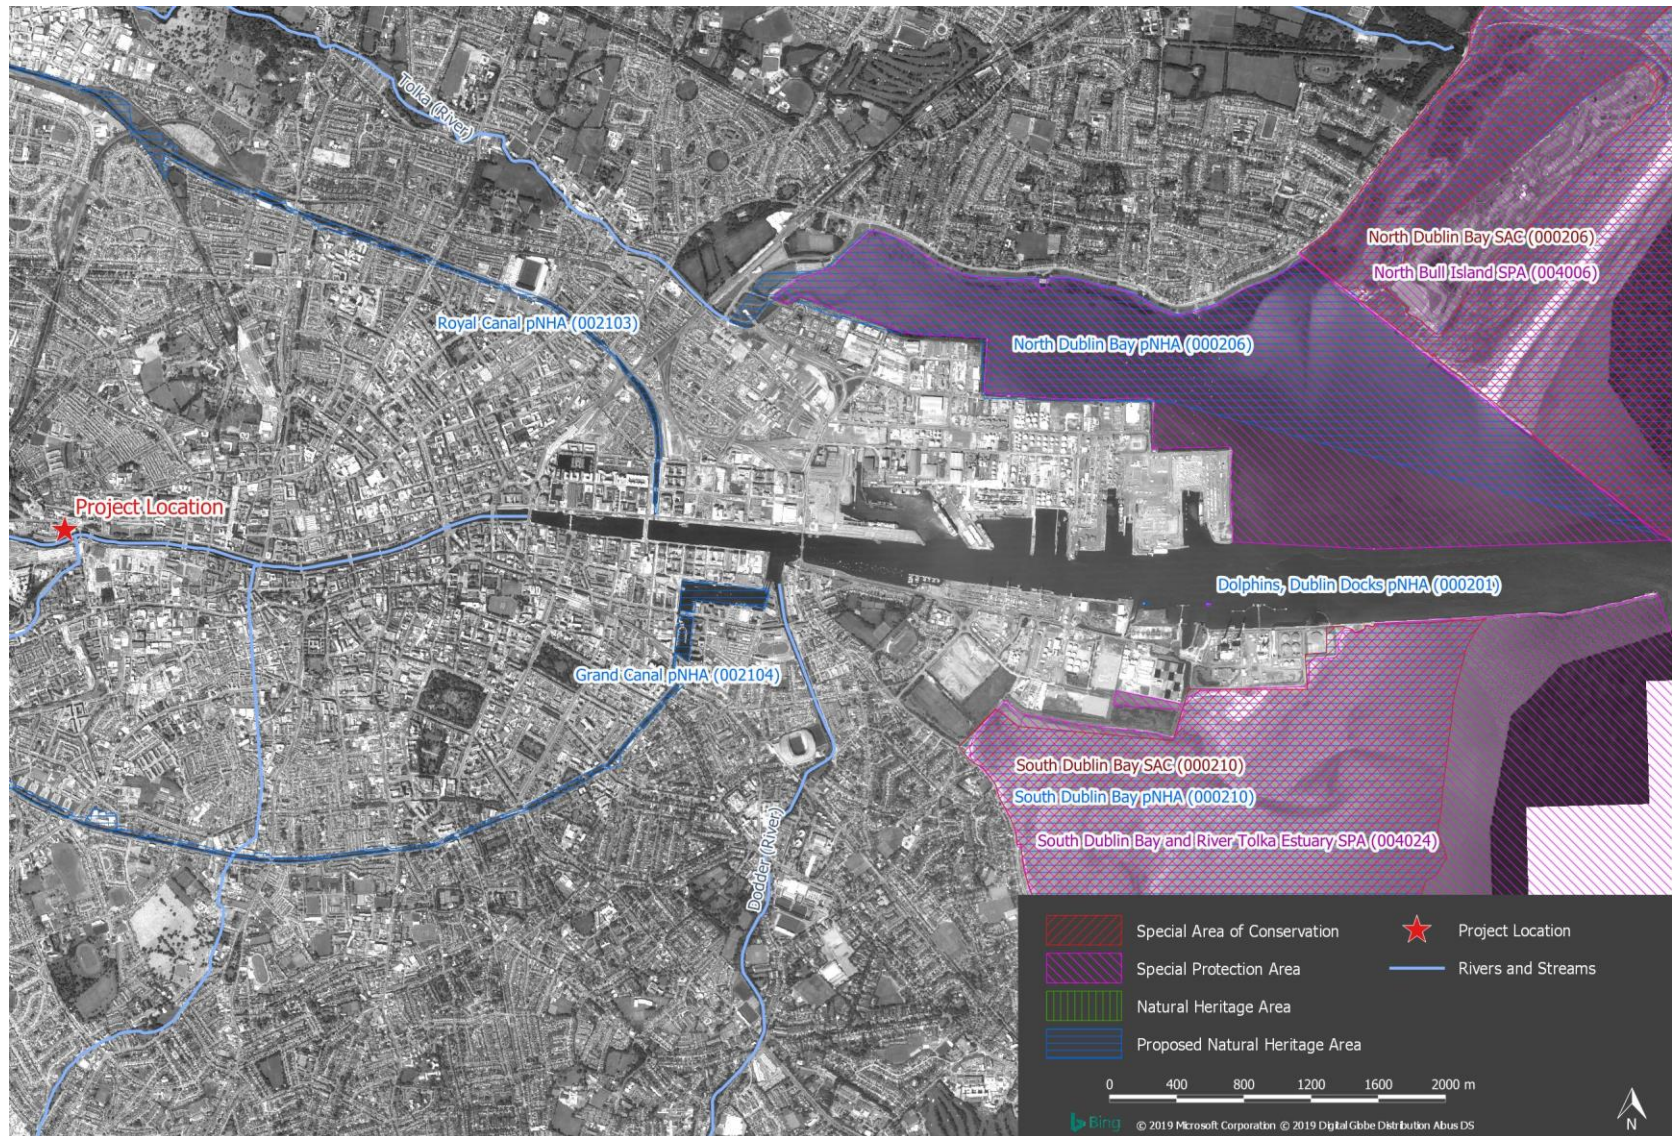 Tolka (River)
North Dublin Bay SAC (000206)
North Bull Island SPA (004006)
Royal Canal pNHA (002103)
North Dublin Bay pNHA (000206)
Project Location
Dolphins, Dublin Docks pNHA (000201)
Grand Canal pNHA (002104)
South Dublin Bay SAC (000210)
South Dublin Bay pNHA (000210)
South Dublin Bay and River Tolka Estuary SPA (004024)
Dodder (River)
Special Area of Conservation
Project Location
Special Protection Area
Rivers and Streams
Natural Heritage Area
Proposed Natural Heritage Area
0 400 800 1200 1600 2000 m
Bing
© 2019 Microsoft Corporation © 2019 Digital Globe Distribution Abus DS
N